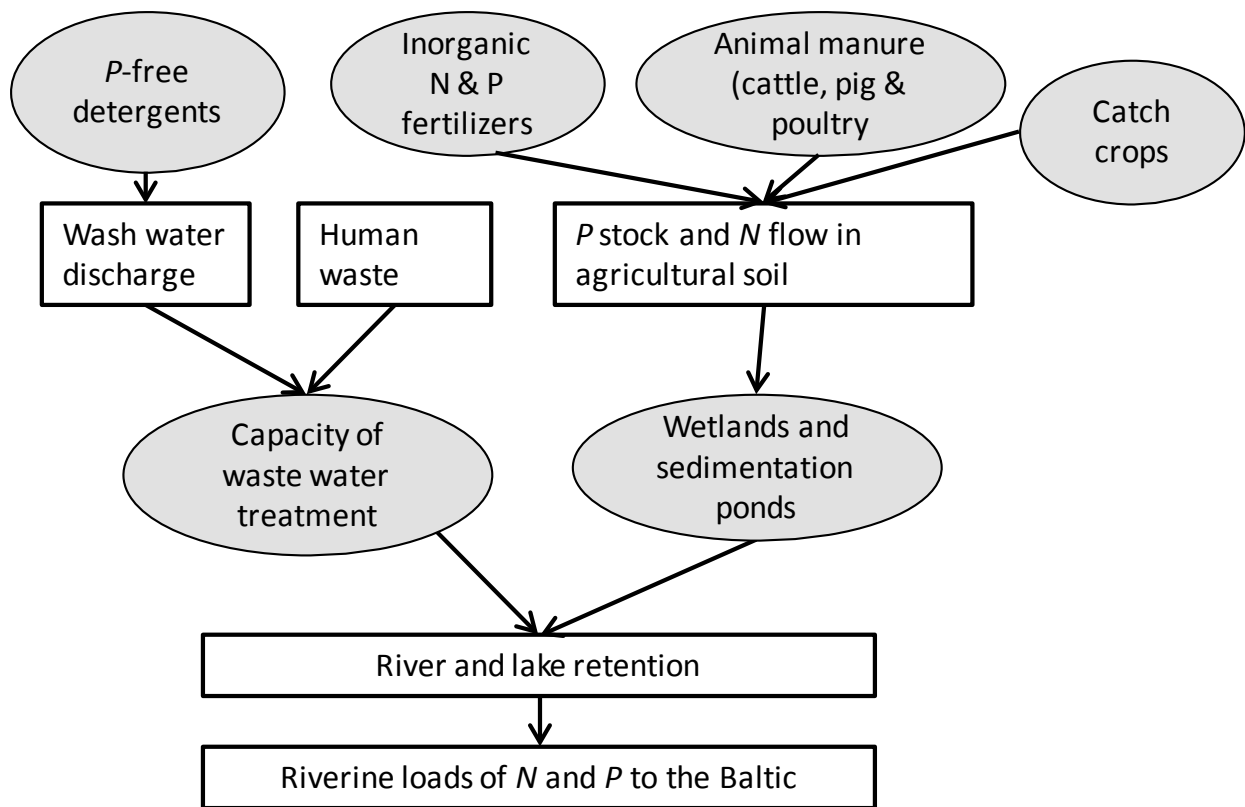 P-free
detergents
Inorganic
N & P
fertilizers
Animal manure
(cattle, pig &
poultry
Catch
crops
Wash water
discharge
Human
waste
P stock and N flow in
agricultural soil
Capacity of
waste water
treatment
Wetlands and
sedimentation
ponds
River and lake retention
Riverine loads of N and P to the Baltic